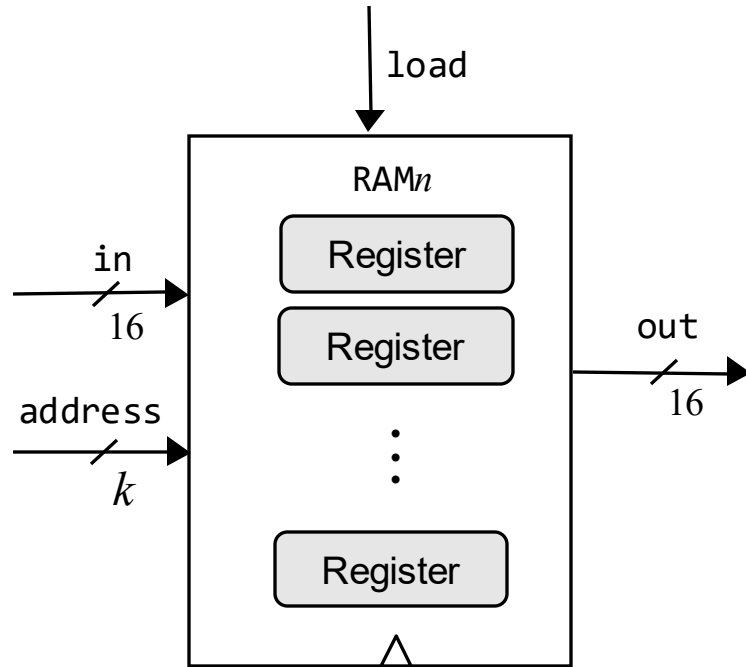 load
RAMn
Register
in
16
Register
out
16
address
k
Register